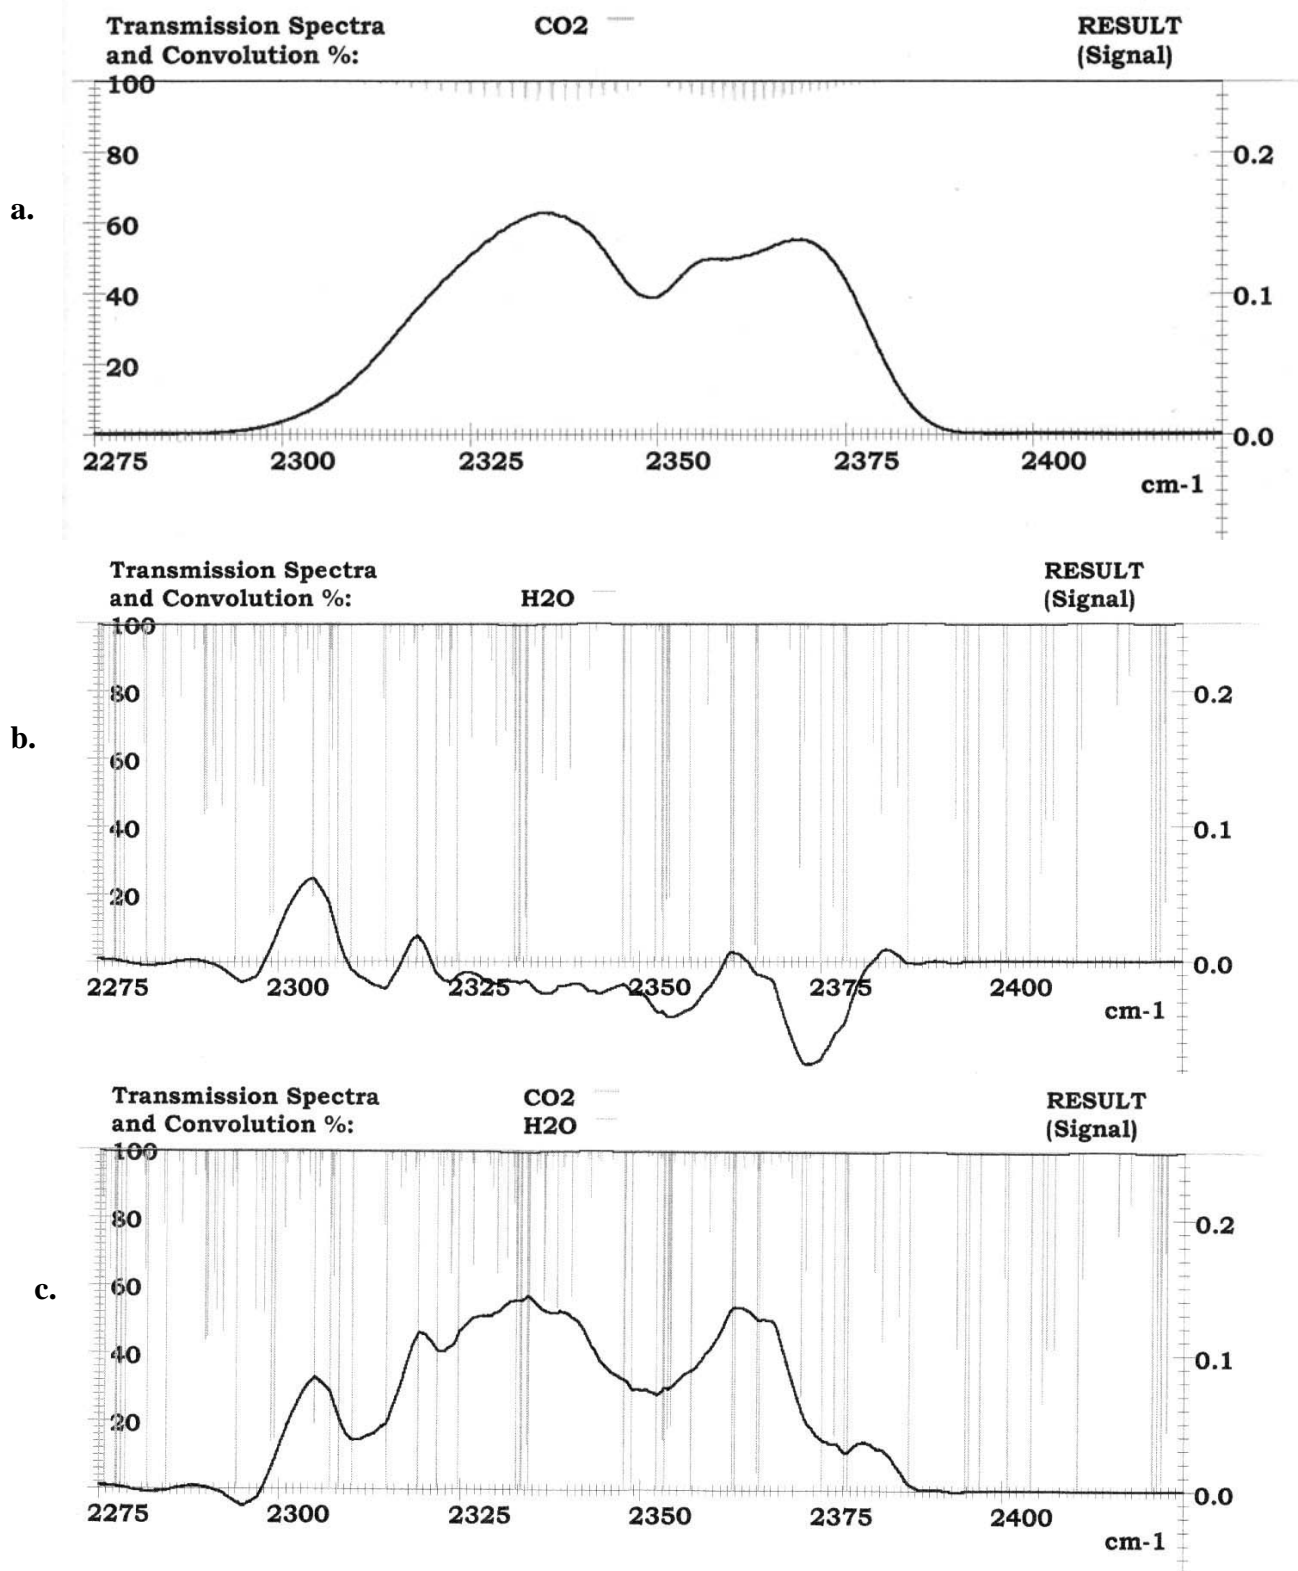 Transmission Spectra CO2 RESULT
and Convolution %: (Signal)
100
80 0.2
a.
60
40 0.1
20
0.0
2275 2300 2325 2350 2375 2400
cm-1
Transmission Spectra RESULT
and Convolution %: H2O (Signal)
100
80 0.2
b.
60
40 0.1
20
0.0
2275 2300 2325 2350 2375 2400
cm-1
Transmission Spectra CO2 RESULT
and Convolution %: H2O (Signal)
100
80 0.2
c.
60
40 0.1
20
0.0
2275 2300 2325 2350 2375 2400
cm-1